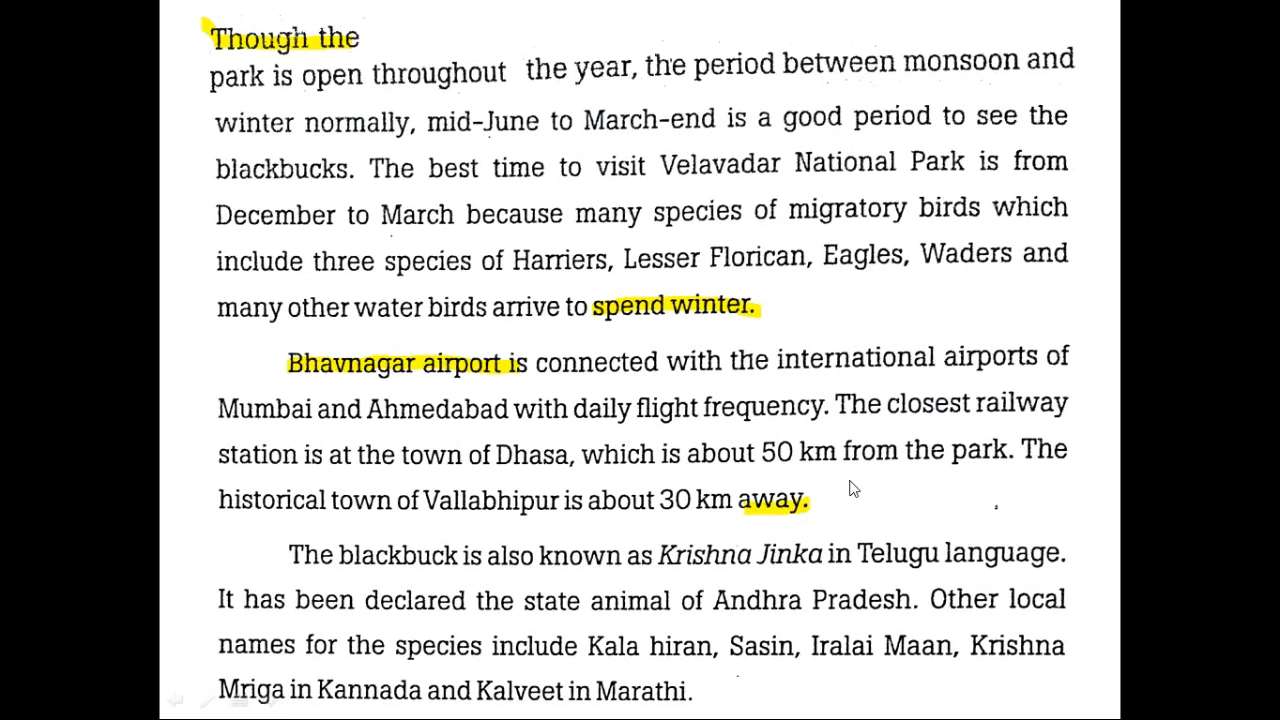 Though the
park is open throughout the year, the period between monsoon and
winter normally, mid-June to March-end is a good period to see the
blackbucks. The best time to visit Velavadar National Park is from
December to March because many species of migratory birds which
include three species of Harriers, Lesser Florican, Eagles, Waders and
many other water birds arrive to spend winter.
Bhavnagar airport is connected with the international airports of
Mumbai and Ahmedabad with daily flight frequency. The closest railway
station is at the town of Dhasa, which is about 50 km from the park. The
historical town of Vallabhipur is about 30 km away.
The blackbuck is also known as Krishna Jinka in Telugu language.
It has been declared the state animal of Andhra Pradesh. Other local
names for the species include Kala hiran, Sasin, Iralai Maan, Krishna
Mriga in Kannada and Kalveet in Marathi.